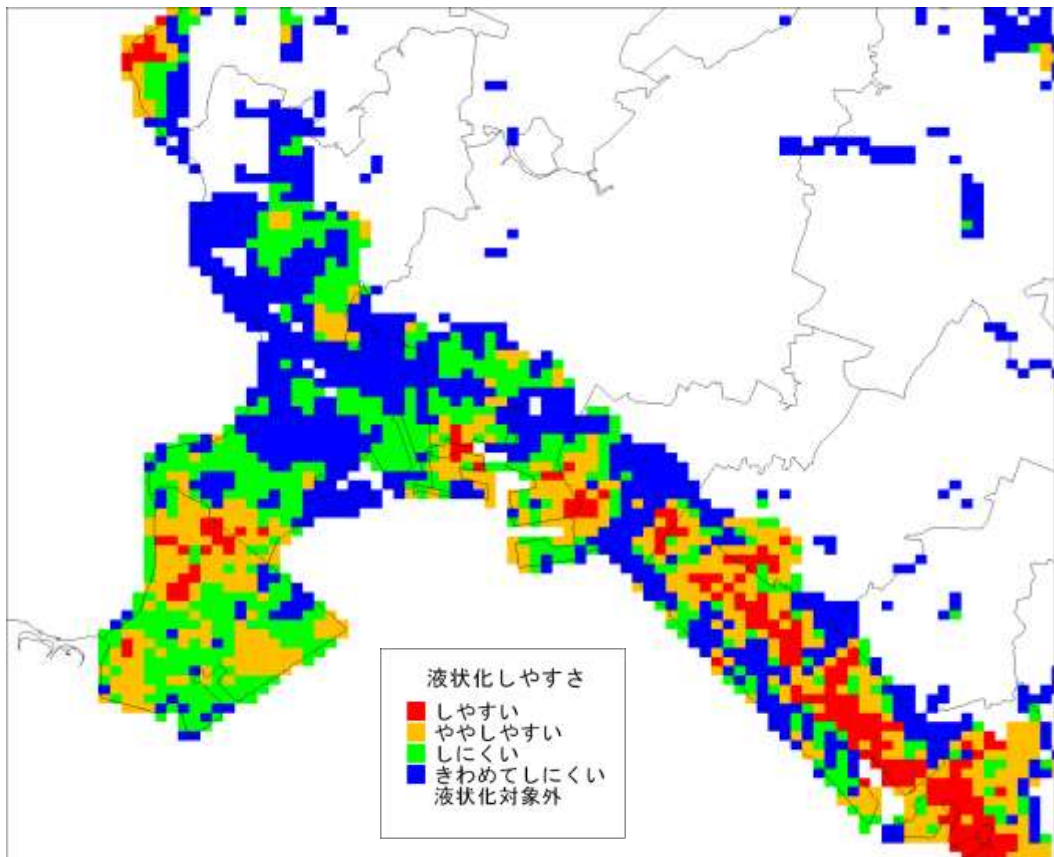 液状化しやすさ
しやすい
ややしやすい
しにくい
きわめてしにくい
液状化対象外